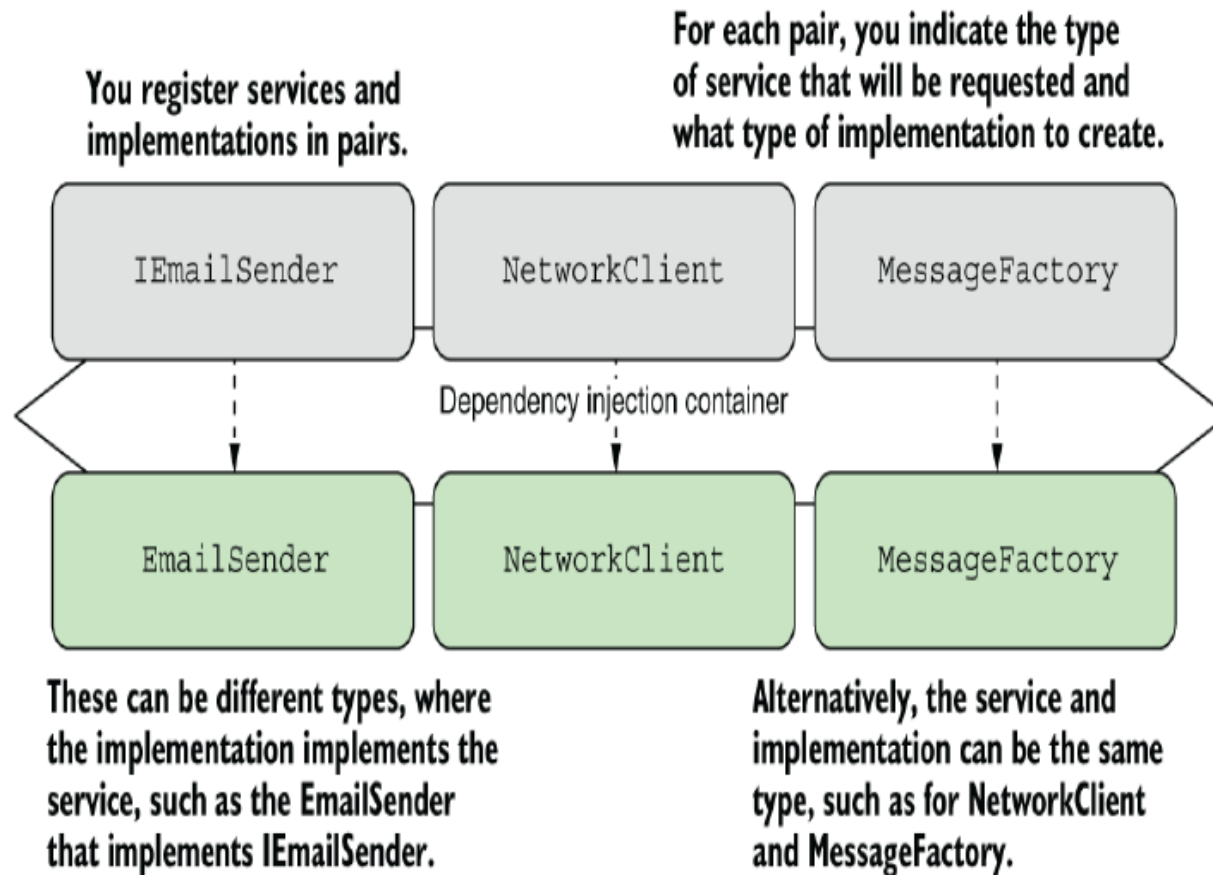 You register services and
implementations in pairs.
For each pair, you indicate the type
of service that will be requested and
what type of implementation to create.
IEmailSender
NetworkClient
MessageFactory
Dependency injection container
EmailSender
NetworkClient
MessageFactory
These can be different types, where
the implementation implements the
service, such as the EmailSender
that implements IEmailSender.
Alternatively, the service and
implementation can be the same
type, such as for NetworkClient
and MessageFactory.